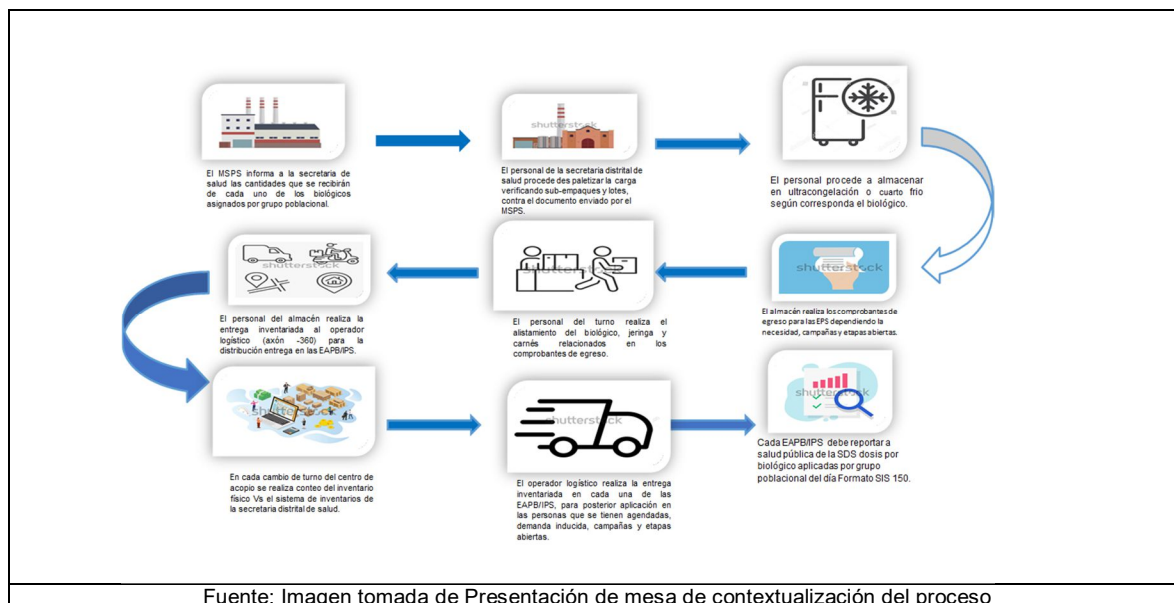 shutterstock
El MSPS informa a la secretaria de
salud las cantidades que se recibirán
de cada uno de los biológicos
asignados por grupo poblacional.
El personal de la secretaria distrital de
salud procede des paletizar la carga
verificando sub-empaques y lotes,
contra el documento enviado por el
MSPS.
El personal procede a almacenar
en ultracongelación o cuarto frio
según corresponda el biológico.
shutterstock
El almacén realiza los comprobantes de
egreso para las EPS dependiendo la
necesidad, campañas y etapas abiertas.
shutterstock
El personal del turno realiza el
alistamiento del biológico, jeringa y
carnés relacionados en los
comprobantes de egreso.
shutterstock
El personal del almacén realiza la
entrega inventariada al operador
logístico (axón -360) para la
distribución entrega en las EAPB/IPS.
shutterstock
En cada cambio de turno del centro de
acopio se realiza conteo del inventario
físico Vs el sistema de inventarios de
la secretaria distrital de salud.
shutterstock
El operador logístico realiza la entrega
inventariada en cada una de las
EAPB/IPS, para posterior aplicación en
las personas que se tienen agendadas,
demanda inducida, campañas y etapas
abiertas.
shutterstock
Cada EAPB/IPS debe reportar a
salud pública de la SDS dosis por
biológico aplicadas por grupo
poblacional del día Formato SIS 150.
Fuente: Imagen tomada de Presentación de mesa de contextualización del proceso